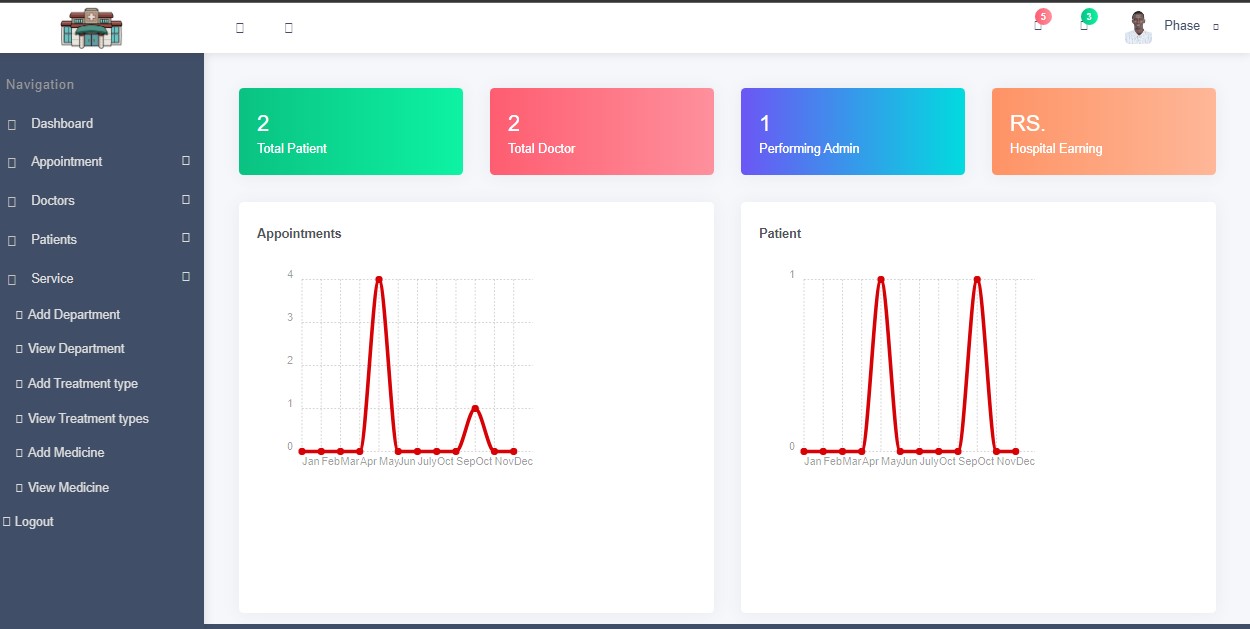 5
3
Phase
Navigation
Dashboard
Appointment
Doctors
Patients
Service
Add Department
View Department
Add Treatment type
View Treatment types
Add Medicine
View Medicine
Logout
2
Total Patient
2
Total Doctor
1
Performing Admin
RS.
Hospital Earning
Appointments
4
3
2
1
0
Jan Feb Mar Apr May Jun July Oct Sep Oct Nov Dec
Patient
1
0
Jan Feb Mar Apr May Jun July Oct Sep Oct Nov Dec